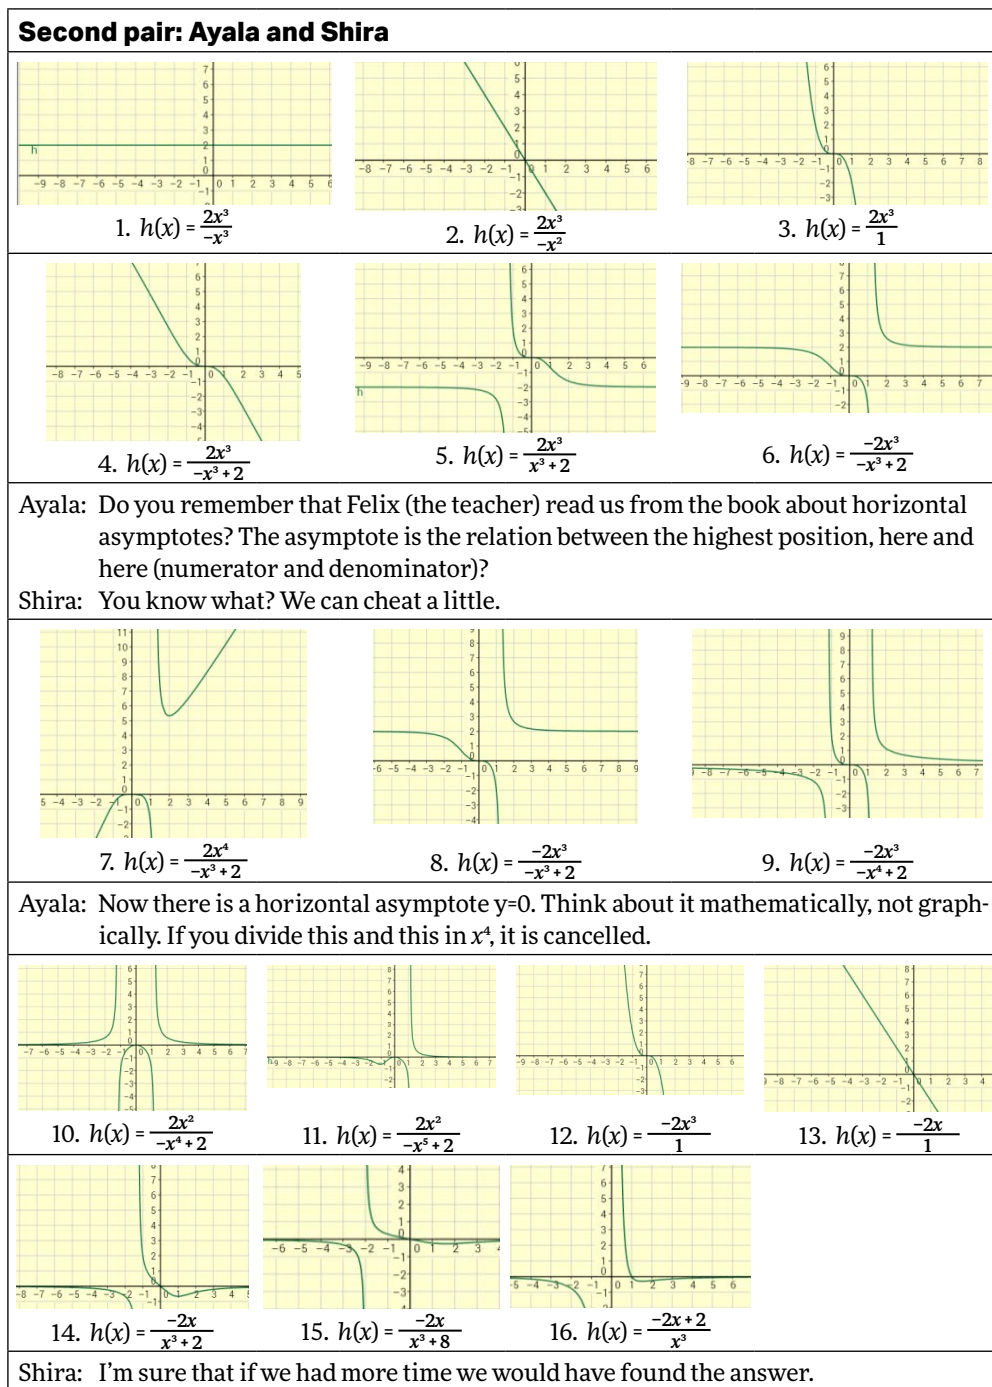 Second pair: Ayala and Shira
1. h(x) = 2x³/−x³
2. h(x) = 2x³/−x²
3. h(x) = 2x³/1
4. h(x) = 2x³/−x³ + 2
5. h(x) = 2x³/x³ + 2
6. h(x) = −2x³/−x³ + 2
Ayala: Do you remember that Felix (the teacher) read us from the book about horizontal
asymptotes? The asymptote is the relation between the highest position, here and
here (numerator and denominator)?
Shira: You know what? We can cheat a little.
7. h(x) = 2x⁴/−x³ + 2
8. h(x) = −2x³/−x³ + 2
9. h(x) = −2x³/−x⁴ + 2
Ayala: Now there is a horizontal asymptote y=0. Think about it mathematically, not graph-
ically. If you divide this and this in x⁴, it is cancelled.
10. h(x) = 2x²/−x⁴ + 2
11. h(x) = 2x²/−x⁵ + 2
12. h(x) = −2x³/1
13. h(x) = −2x/1
14. h(x) = −2x/x³ + 2
15. h(x) = −2x/x³ + 8
16. h(x) = −2x + 2/x³
Shira: I’m sure that if we had more time we would have found the answer.